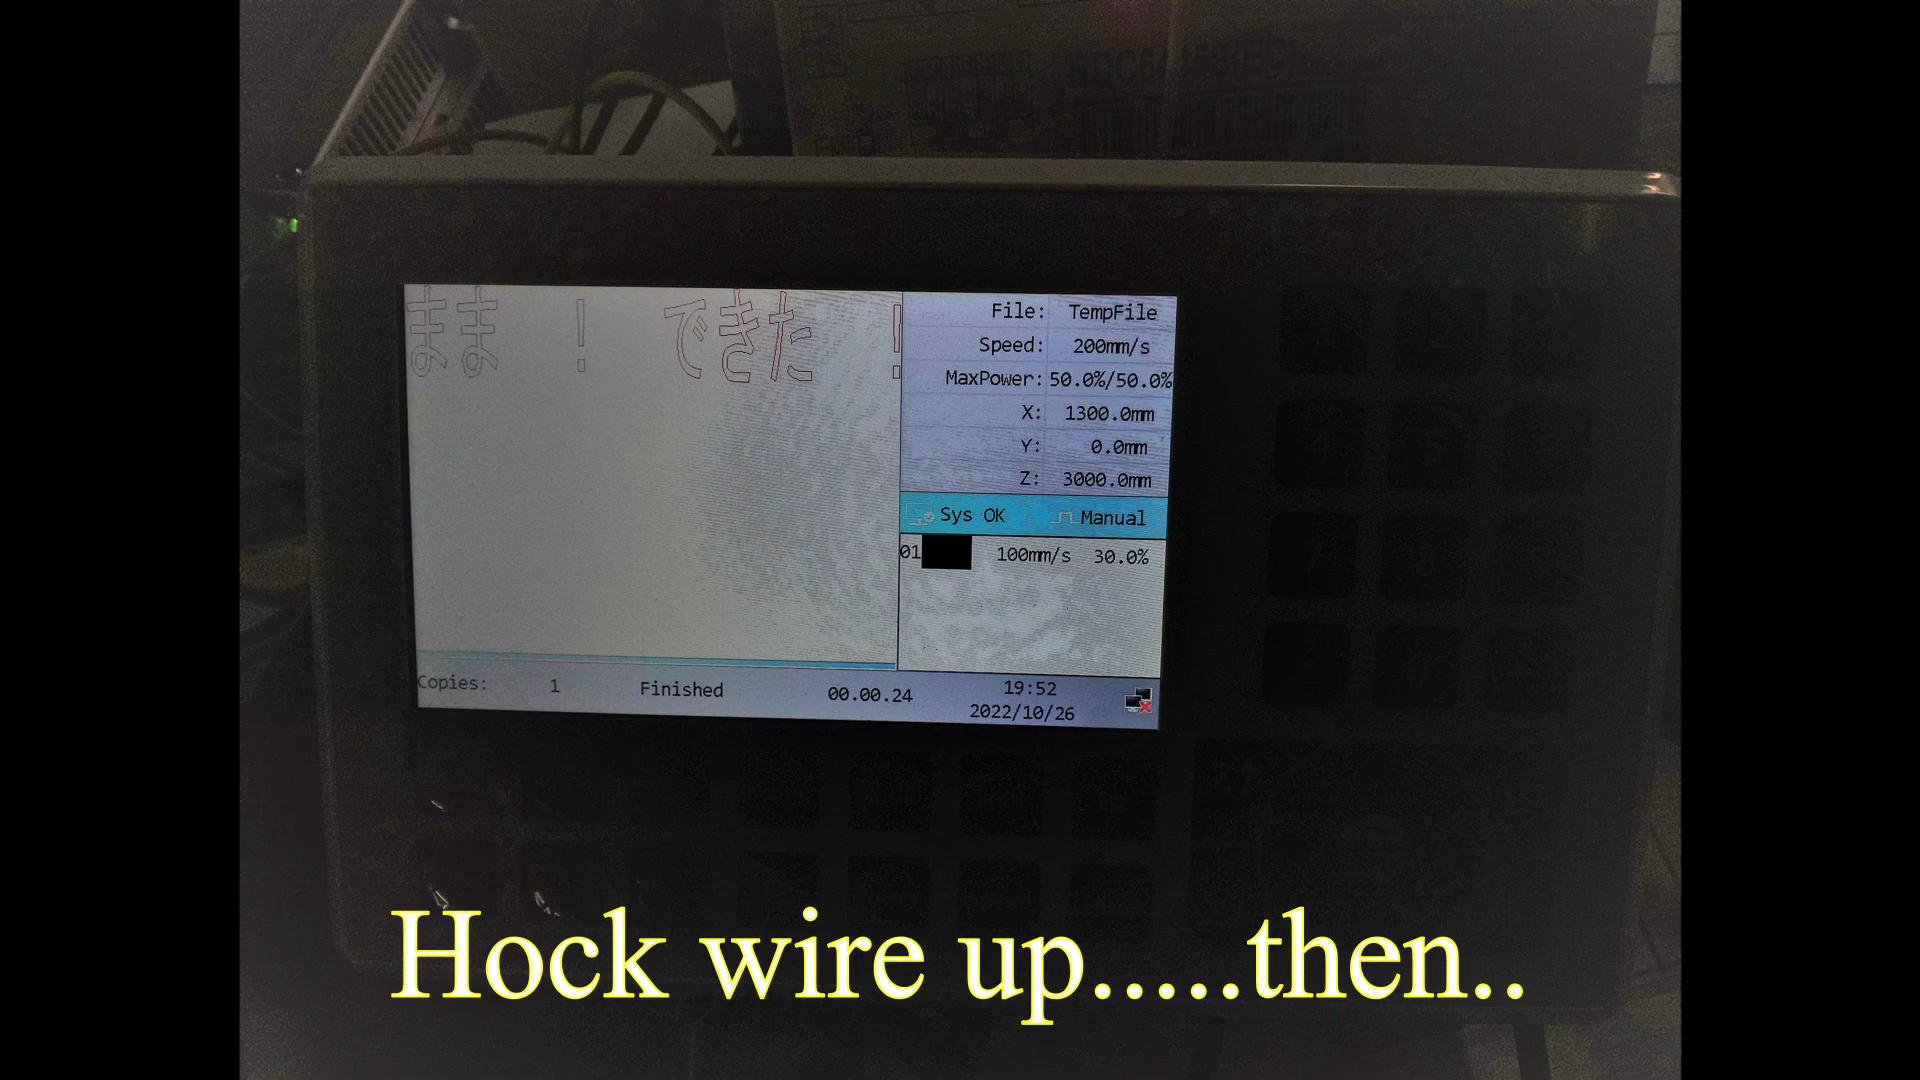 まま ! できた !
File: TempFile
Speed: 200mm/s
MaxPower: 50.0%/50.0%
X: 1300.0mm
Y: 0.0mm
Z: 3000.0mm
Sys OK Manual
01 100mm/s 30.0%
Copies: 1 Finished 00.00.24 19:52
2022/10/26
Hock wire up.....then..